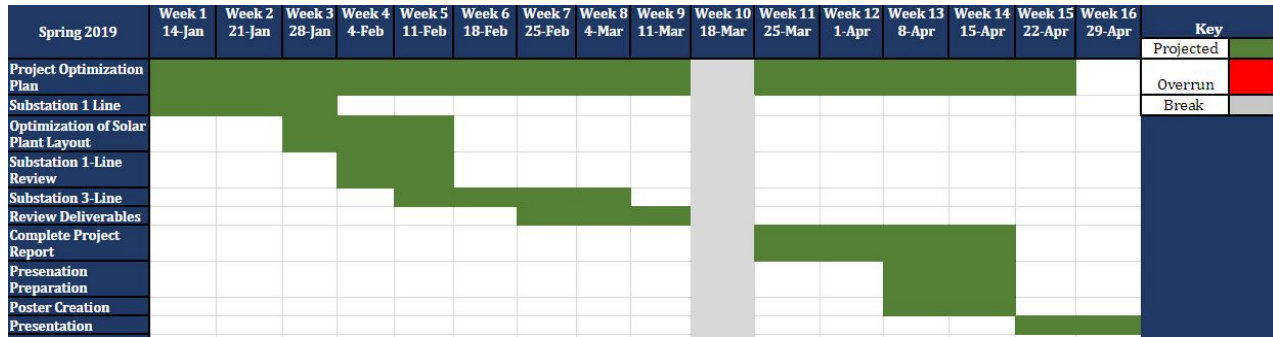 Spring 2019
Week 1 Week 2 Week 3 Week 4 Week 5 Week 6 Week 7 Week 8 Week 9 Week 10 Week 11 Week 12 Week 13 Week 14 Week 15 Week 16
14-Jan 21-Jan 28-Jan 4-Feb 11-Feb 18-Feb 25-Feb 4-Mar 11-Mar 18-Mar 25-Mar 1-Apr 8-Apr 15-Apr 22-Apr 29-Apr
Key
Projected
Overrun
Break
Project Optimization
Plan
Substation 1 Line
Optimization of Solar
Plant Layout
Substation 1-Line
Review
Substation 3-Line
Review Deliverables
Complete Project
Report
Presenation
Preparation
Poster Creation
Presentation